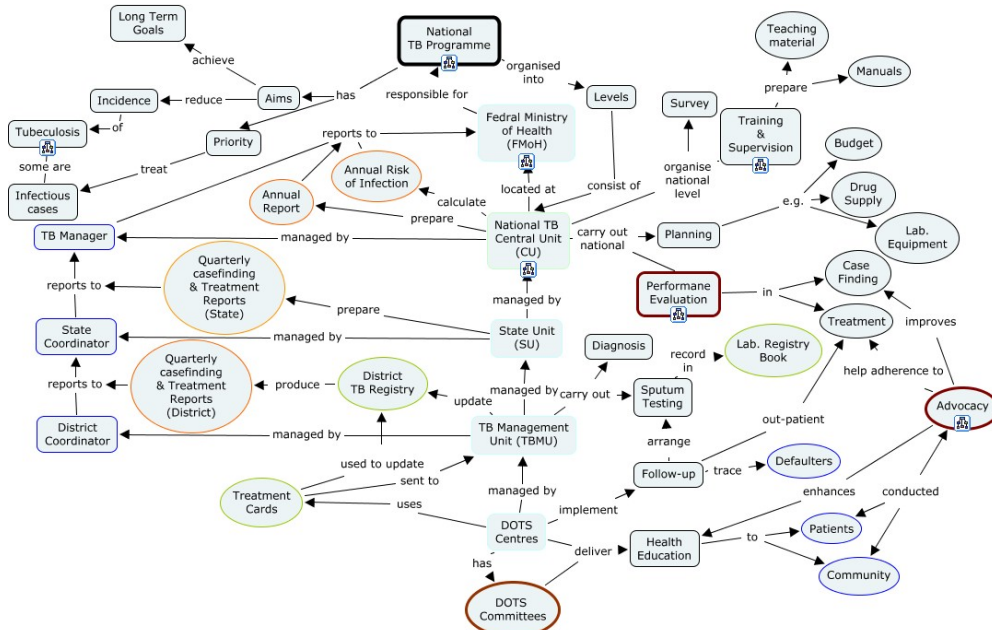 Long Term
Goals
National
TB Programme
Teaching
material
achieve
organised
into
prepare
Manuals
Incidence
reduce
Aims
has
responsible for
Levels
Survey
Training
&
Supervision
Tubeculosis
of
Priority
reports to
Fedral Ministry
of Health
(FMoH)
Budget
some are
treat
Annual Risk
of Infection
organise
national
level
Infectious
cases
Annual
Report
calculate
located at
consist of
e.g.
Drug
Supply
prepare
TB Manager
managed by
National TB
Central Unit
(CU)
carry out
national
Planning
Lab.
Equipment
Quarterly
casefinding
& Treatment
Reports
(State)
Case
Finding
reports to
prepare
managed by
Performane
Evaluation
in
State
Coordinator
managed by
State Unit
(SU)
Diagnosis
record
in
Lab. Registry
Book
Treatment
improves
Quarterly
casefinding
& Treatment
Reports
(District)
help adherence to
reports to
produce
District
TB Registry
managed by
carry out
Sputum
Testing
Advocacy
update
District
Coordinator
managed by
TB Management
Unit (TBMU)
arrange
out-patient
used to update
sent to
Follow-up
trace
Defaulters
Treatment
Cards
uses
managed by
implement
enhances
conducted
DOTS
Centres
deliver
Health
Education
to
Patients
has
Community
DOTS
Committees